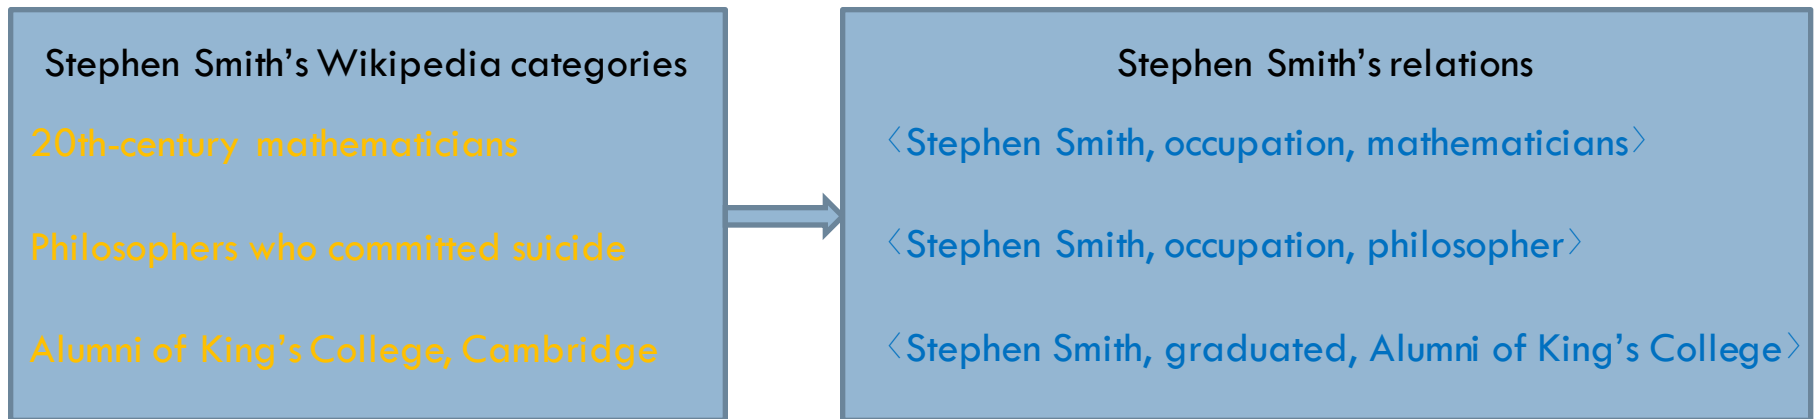 Stephen Smith’s Wikipedia categories
20th-century mathematicians
Philosophers who committed suicide
Alumni of King’s College, Cambridge
Stephen Smith’s relations
〈Stephen Smith, occupation, mathematicians〉
〈Stephen Smith, occupation, philosopher〉
〈Stephen Smith, graduated, Alumni of King’s College〉